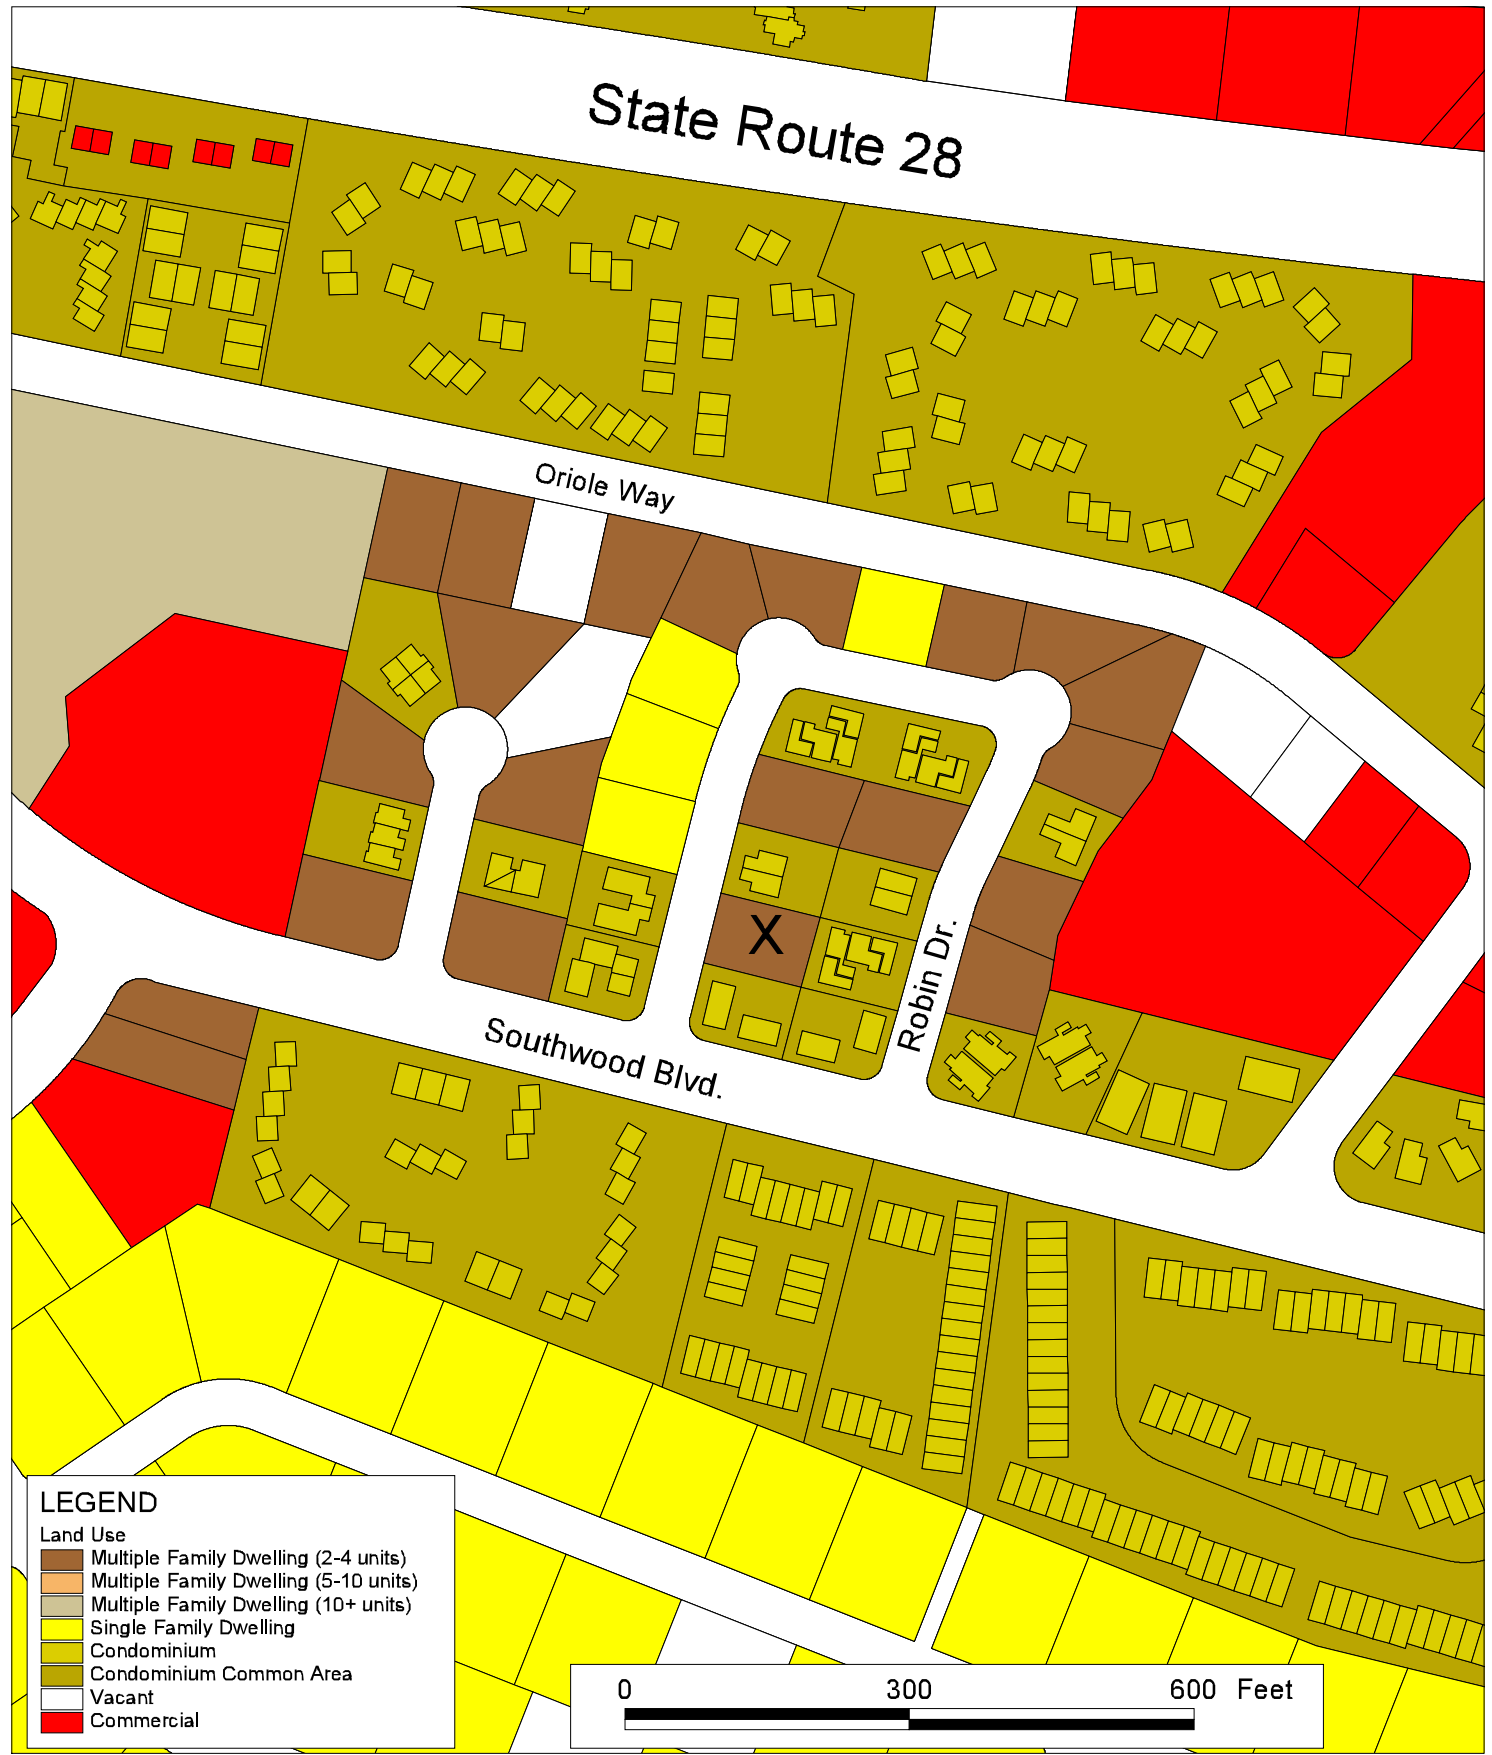 State Route 28
Oriole Way
X
Robin Dr.
Southwood Blvd.
LEGEND
Land Use
Multiple Family Dwelling (2-4 units)
Multiple Family Dwelling (5-10 units)
Multiple Family Dwelling (10+ units)
Single Family Dwelling
Condominium
Condominium Common Area
Vacant
Commercial
0 300 600 Feet